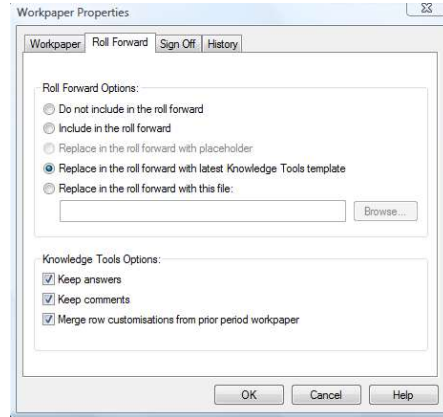 Workpaper Properties
Workpaper
Roll Forward
Sign Off
History
Roll Forward Options:
Do not include in the roll forward
Include in the roll forward
Replace in the roll forward with placeholder
Replace in the roll forward with latest Knowledge Tools template
Replace in the roll forward with this file:
Browse...
Knowledge Tools Options:
Keep answers
Keep comments
Merge row customisations from prior period workpaper
OK
Cancel
Help